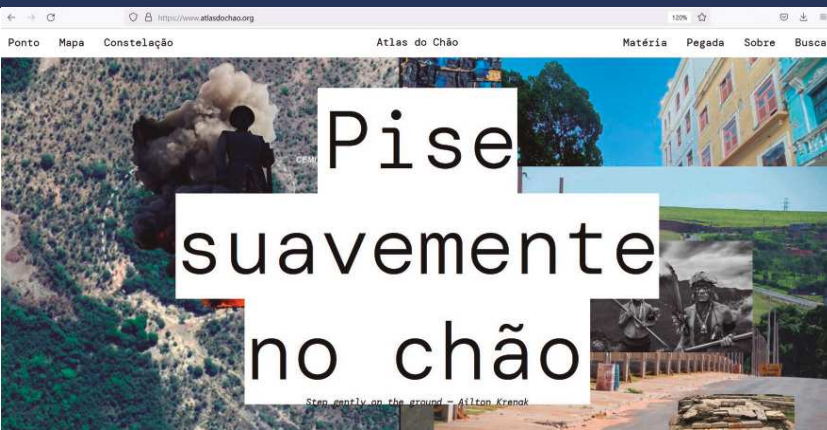 https://www.atlasdochao.org 120%
Ponto Mapa Constelação Atlas do Chão Matéria Pegada Sobre Busca
Pise
suavemente
no chão
Step gently on the ground — Ailton Krenak